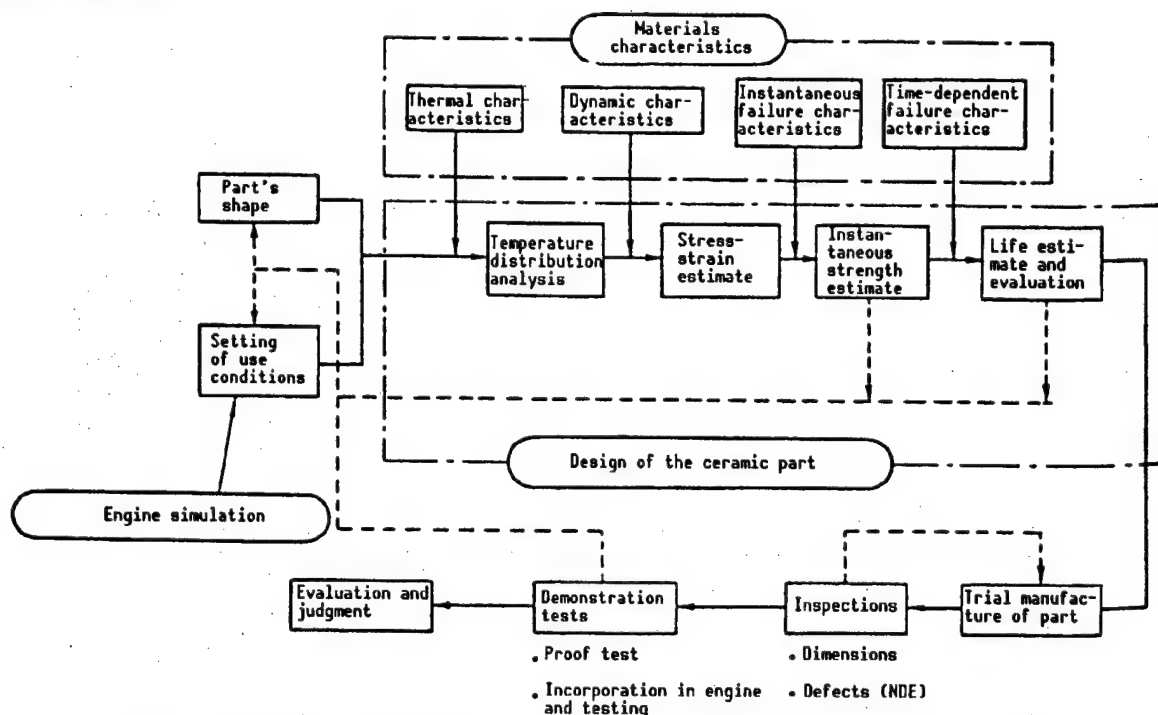 Materials
characteristics
Thermal char-
acteristics
Dynamic char-
acteristics
Instantaneous
failure char-
acteristics
Time-dependent
failure char-
acteristics
Part's
shape
Temperature
distribution
analysis
Stress-
strain
estimate
Instan-
taneous
strength
estimate
Life esti-
mate and
evaluation
Setting
of use
conditions
Design of the ceramic part
Engine simulation
Evaluation and
judgment
Demonstration
tests
Inspections
Trial manufac-
ture of part
• Proof test
• Incorporation in engine
and testing
• Dimensions
• Defects (NDE)